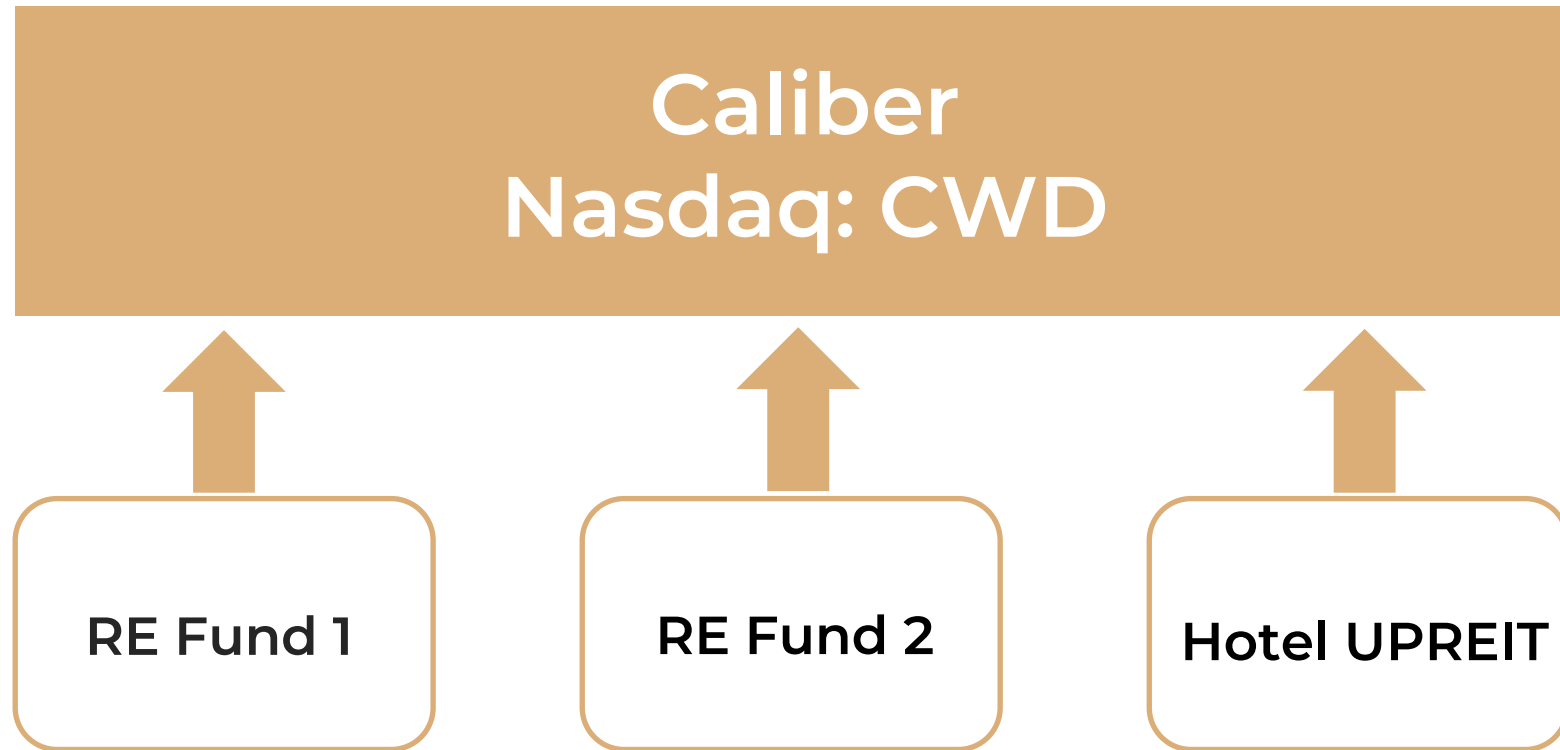 Caliber
Nasdaq: CWD
RE Fund 1
RE Fund 2
Hotel UPREIT